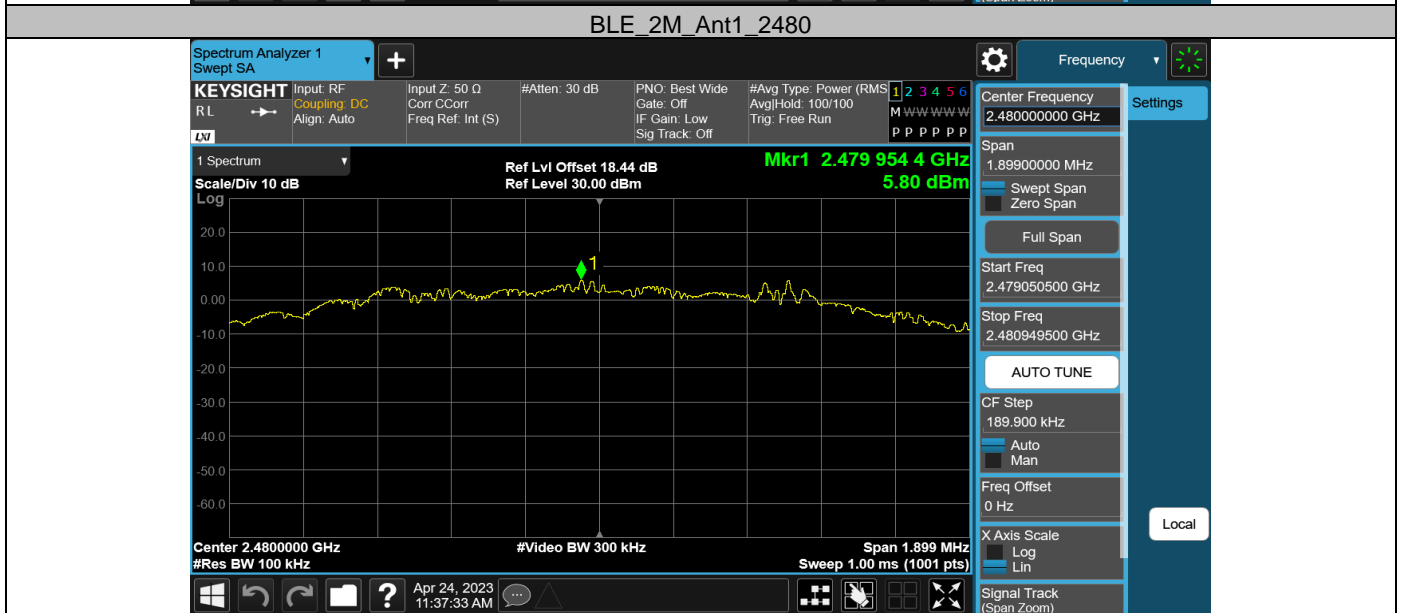 (Span Zoom)
BLE_2M_Ant1_2480
Spectrum Analyzer 1
Swept SA
+
Frequency
KEYSIGHT
RL
LXI
Input: RF
Coupling: DC
Align: Auto
Input Z: 50 Ω
Corr CCorr
Freq Ref: Int (S)
#Atten: 30 dB
PNO: Best Wide
Gate: Off
IF Gain: Low
Sig Track: Off
#Avg Type: Power (RMS
Avg|Hold: 100/100
Trig: Free Run
1 2 3 4 5 6
M W W W W W
P P P P P P
1 Spectrum
Scale/Div 10 dB
Ref Lvl Offset 18.44 dB
Ref Level 30.00 dBm
Mkr1 2.479 954 4 GHz
5.80 dBm
Log
20.0
10.0
0.00
-10.0
-20.0
-30.0
-40.0
-50.0
-60.0
1
Center 2.4800000 GHz
#Res BW 100 kHz
#Video BW 300 kHz
Span 1.899 MHz
Sweep 1.00 ms (1001 pts)
Center Frequency
2.480000000 GHz
Settings
Span
1.89900000 MHz
Swept Span
Zero Span
Full Span
Start Freq
2.479050500 GHz
Stop Freq
2.480949500 GHz
AUTO TUNE
CF Step
189.900 kHz
Auto
Man
Freq Offset
0 Hz
X Axis Scale
Log
Lin
Local
Signal Track
(Span Zoom)
?
Apr 24, 2023
11:37:33 AM